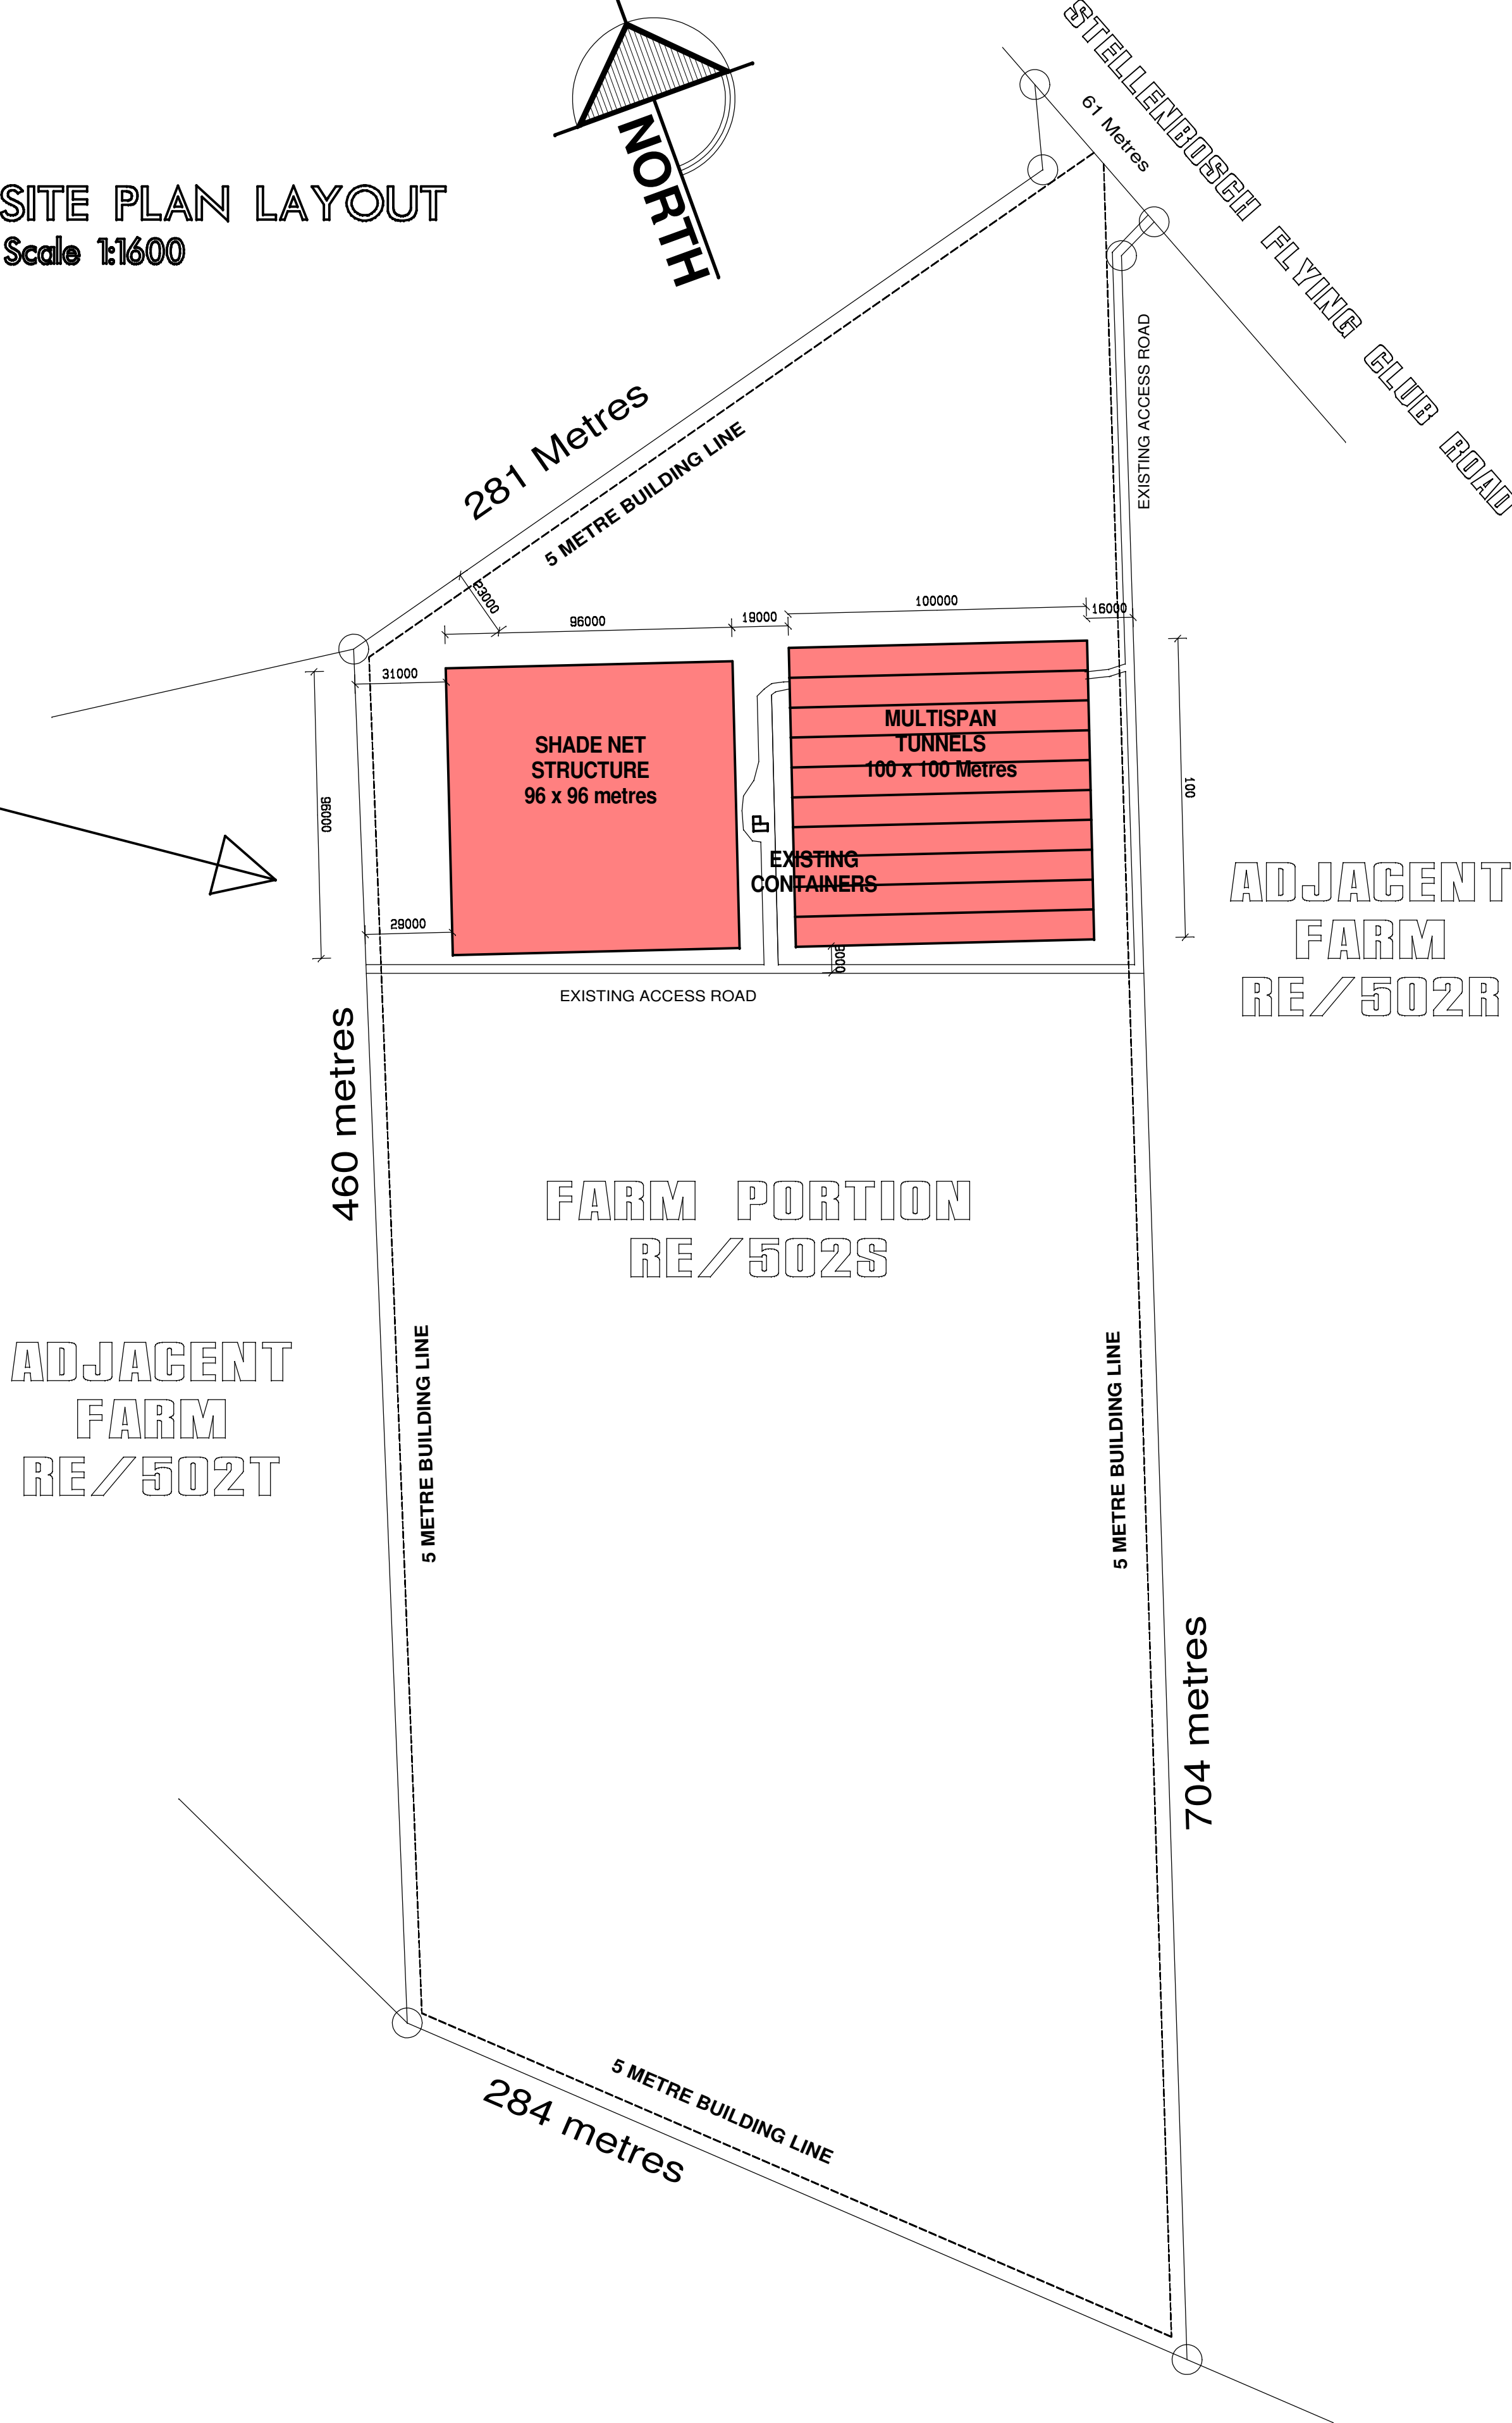 NORTH
STELLENBOSCH FLYING CLUB ROAD
61 Metres
SITE PLAN LAYOUT
Scale 1:1600
EXISTING ACCESS ROAD
281 Metres
5 METRE BUILDING LINE
23000
96000
19000
100000
16000
31000
SHADE NET
STRUCTURE
96 x 96 metres
MULTISPAN
TUNNELS
100 x 100 Metres
96000
100
EXISTING
CONTAINERS
29000
9000
EXISTING ACCESS ROAD
ADJACENT
FARM
RE/502R
460 metres
FARM PORTION
RE/502S
ADJACENT
FARM
RE/502T
5 METRE BUILDING LINE
5 METRE BUILDING LINE
704 metres
5 METRE BUILDING LINE
284 metres